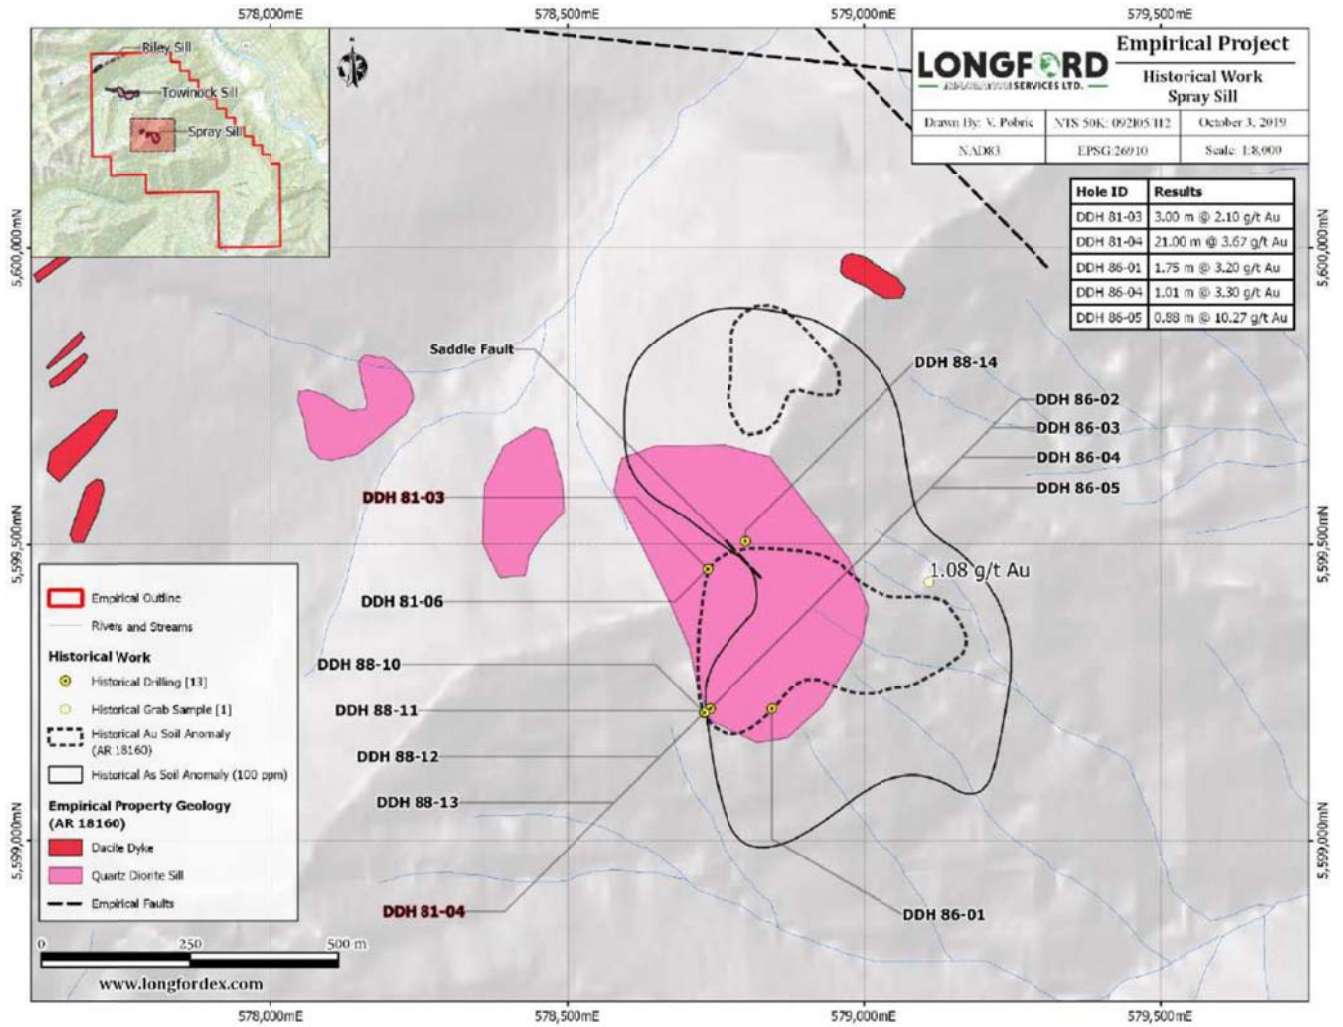 578,000mE
578,500mE
579,000mE
579,500mE
Riley Sill
Towinock Sill
Spray Sill
LONGFORD
SERVICES LTD.
Empirical Project
Historical Work
Spray Sill
Drawn By: V. Pobric
NTS 50K: 092I05,112
October 3, 2019
NAD83
EPSG:26910
Scale: 1:8,000
Hole ID Results
DDH 81-03 3.00 m @ 2.10 g/t Au
DDH 81-04 21.00 m @ 3.67 g/t Au
DDH 86-01 1.75 m @ 3.20 g/t Au
DDH 86-04 1.01 m @ 3.30 g/t Au
DDH 86-05 0.88 m @ 10.27 g/t Au
5,600,000mN
5,600,000mN
Saddle Fault
DDH 88-14
DDH 86-02
DDH 86-03
DDH 86-04
DDH 86-05
DDH 81-03
5,599,500mN
5,599,500mN
1.08 g/t Au
DDH 81-06
DDH 88-10
DDH 88-11
DDH 88-12
DDH 88-13
DDH 81-04
DDH 86-01
5,599,000mN
5,599,000mN
Empirical Outline
Rivers and Streams
Historical Work
Historical Drilling [13]
Historical Grab Sample [1]
Historical Au Soil Anomaly
(AR 18160)
Historical As Soil Anomaly (100 ppm)
Empirical Property Geology
(AR 18160)
Dacite Dyke
Quartz Diorite Sill
Empirical Faults
0 250 500 m
www.longfordex.com
578,000mE
578,500mE
579,000mE
579,500mE